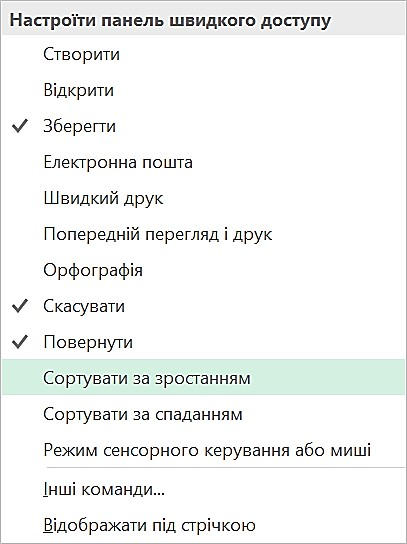 Настроїти панель швидкого доступу
Створити
Відкрити
Зберегти
Електронна пошта
Швидкий друк
Попередній перегляд і друк
Орфографія
Скасувати
Повернути
Сортувати за зростанням
Сортувати за спаданням
Режим сенсорного керування або миші
Інші команди...
Відображати під стрічкою